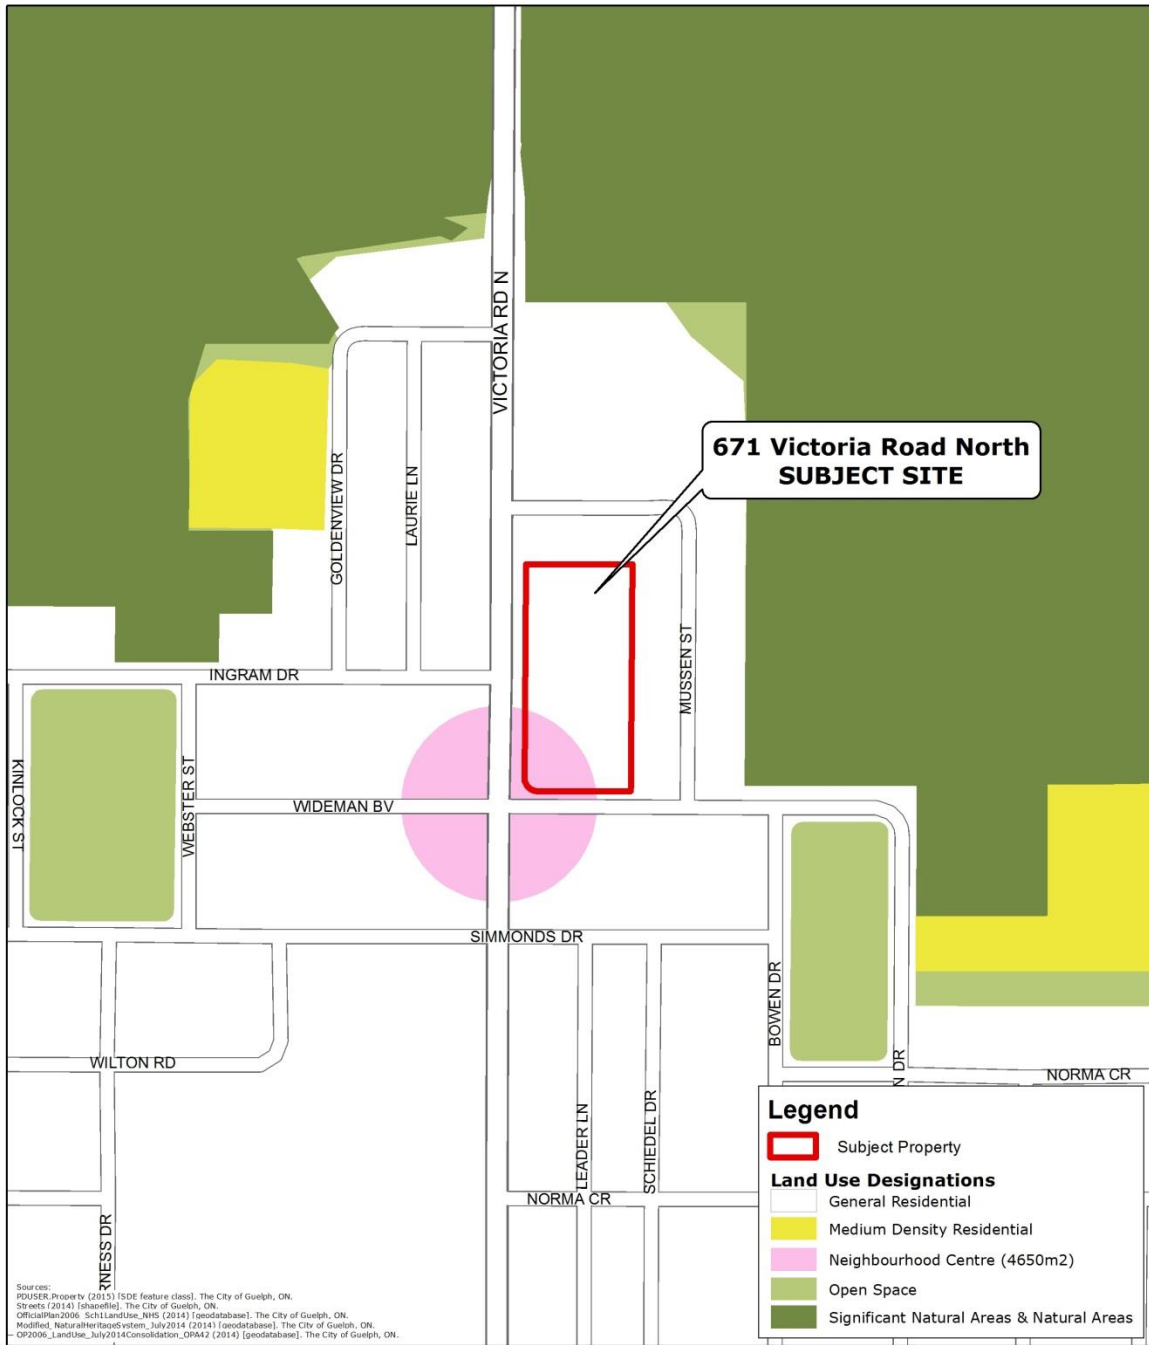 VICTORIA RD N
671 Victoria Road North
SUBJECT SITE
GOLDENVIEW DR
LAURIE LN
MUSSEN ST
INGRAM DR
KINLOCK ST
WEBSTER ST
WIDEMAN BV
SIMMONDS DR
BOWEN DR
WILTON RD
N DR
NORMA CR
LEADER LN
SCHIEDEL DR
NORMA CR
RNESS DR
Legend
Subject Property
Land Use Designations
General Residential
Medium Density Residential
Neighbourhood Centre (4650m2)
Open Space
Significant Natural Areas & Natural Areas
Sources:
PDUSER.Property (2015) [SDE feature class]. The City of Guelph, ON.
Streets (2014) [shapefile]. The City of Guelph, ON.
OfficialPlan2006_Sch1LandUse_NHS (2014) [geodatabase]. The City of Guelph, ON.
Modified_NaturalHeritageSystem_July2014 (2014) [geodatabase]. The City of Guelph, ON.
OP2006_LandUse_July2014Consolidation_OPA42 (2014) [geodatabase]. The City of Guelph, ON.